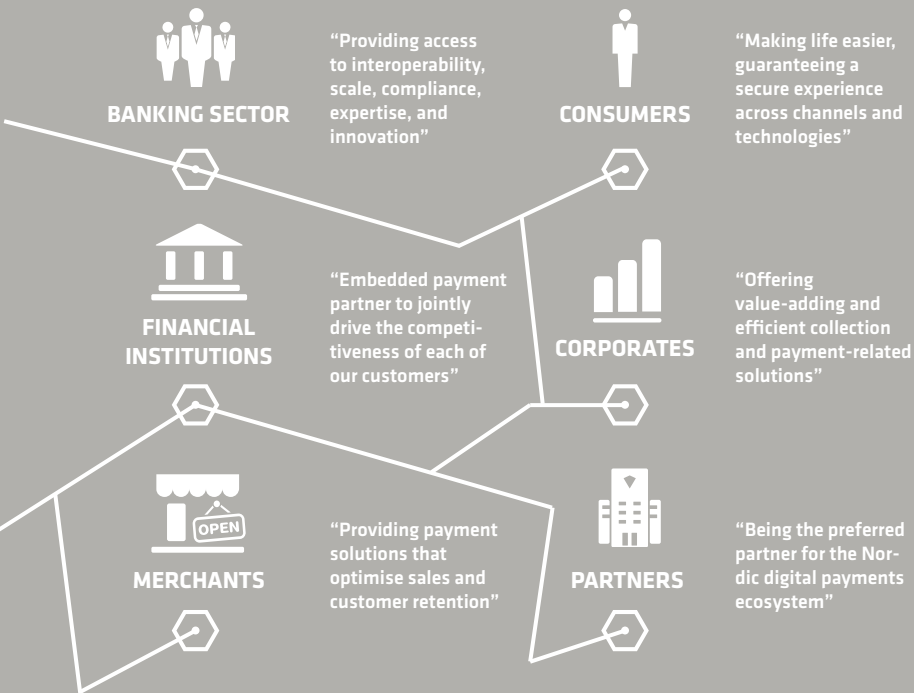 BANKING SECTOR
“Providing access
to interoperability,
scale, compliance,
expertise, and
innovation”
CONSUMERS
“Making life easier,
guaranteeing a
secure experience
across channels and
technologies”
FINANCIAL
INSTITUTIONS
“Embedded payment
partner to jointly
drive the competi-
tiveness of each of
our customers”
CORPORATES
“Offering
value-adding and
efficient collection
and payment-related
solutions”
OPEN
MERCHANTS
“Providing payment
solutions that
optimise sales and
customer retention”
PARTNERS
“Being the preferred
partner for the Nor-
dic digital payments
ecosystem”